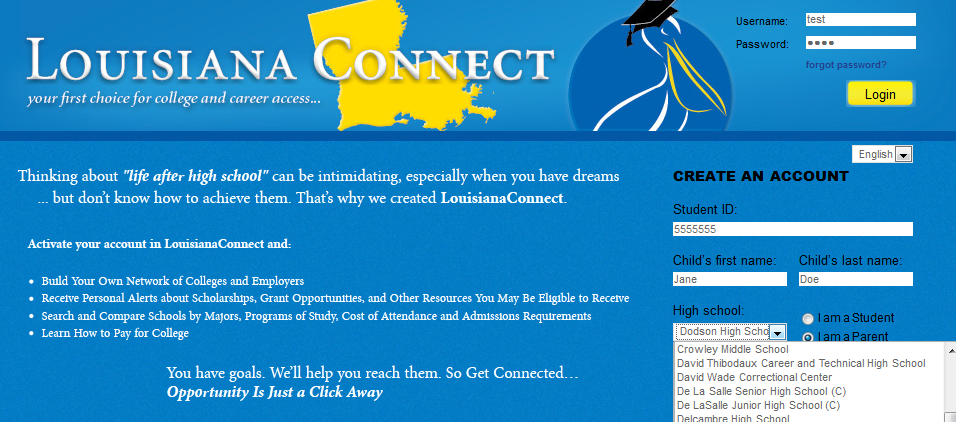 LOUISIANA CONNECT
your first choice for college and career access...
Username: test
Password: ••••
forgot password?
Login
English
Thinking about "life after high school" can be intimidating, especially when you have dreams
... but don't know how to achieve them. That's why we created LouisianaConnect.
Activate your account in LouisianaConnect and:
• Build Your Own Network of Colleges and Employers
• Receive Personal Alerts about Scholarships, Grant Opportunities, and Other Resources You May Be Eligible to Receive
• Search and Compare Schools by Majors, Programs of Study, Cost of Attendance and Admissions Requirements
• Learn How to Pay for College
You have goals. We'll help you reach them. So Get Connected...
Opportunity Is Just a Click Away
CREATE AN ACCOUNT
Student ID:
5555555
Child's first name: Child's last name:
Jane Doe
High school:
Dodson High Scho
I am a Student
I am a Parent
Crowley Middle School
David Thibodaux Career and Technical High School
David Wade Correctional Center
De La Salle Senior High School (C)
De LaSalle Junior High School (C)
Delcambre High School